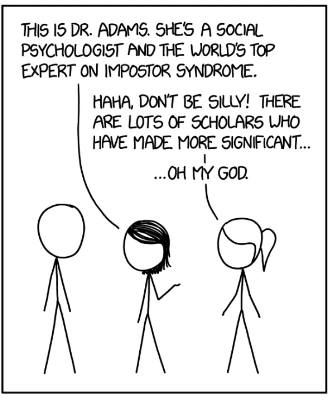 THIS IS DR. ADAMS. SHE'S A SOCIAL
PSYCHOLOGIST AND THE WORLD'S TOP
EXPERT ON IMPOSTOR SYNDROME.
HAHA, DON'T BE SILLY! THERE
ARE LOTS OF SCHOLARS WHO
HAVE MADE MORE SIGNIFICANT...
...OH MY GOD.